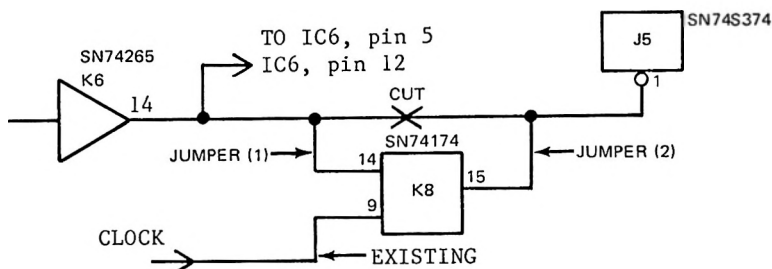 SN74265
K6
14
TO IC6, pin 5
IC6, pin 12
CUT
SN74S374
J5
1
JUMPER (1)
SN74174
14
K8
15
9
JUMPER (2)
CLOCK
EXISTING